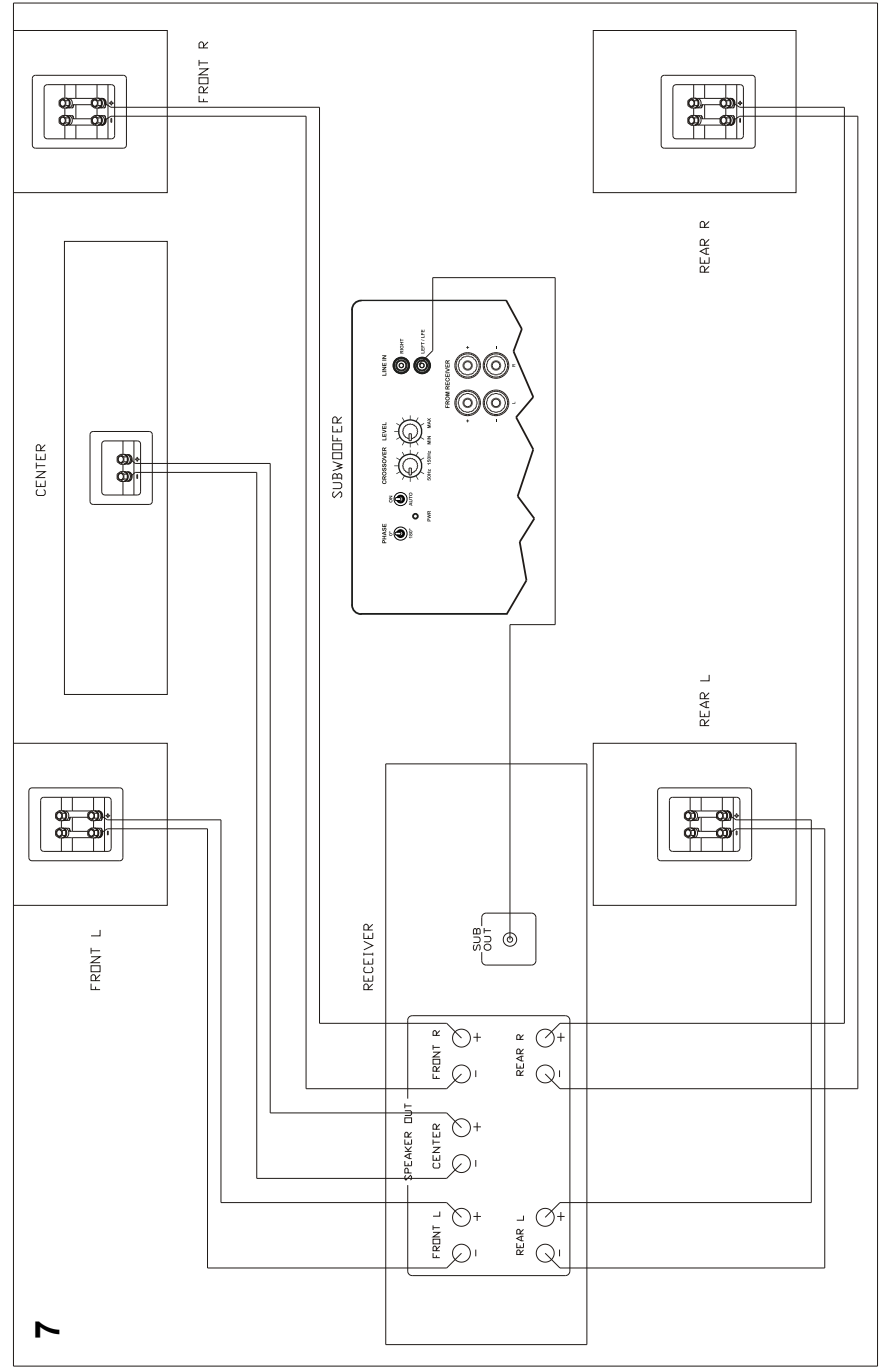 7
FRONT L
CENTER
FRONT R
+
-
+
-
+
-
SUBWOOFER
PHASE
0°
180°
ON
AUTO
PWR
CROSSOVER
50Hz 150Hz
LEVEL
MIN MAX
LINE IN
RIGHT
LEFT / LFE
FROM RECEIVER
+
+
-
-
L
R
RECEIVER
SPEAKER OUT
FRONT L
- +
CENTER
- +
FRONT R
- +
REAR L
- +
REAR R
- +
SUB
OUT
REAR L
- +
REAR R
- +